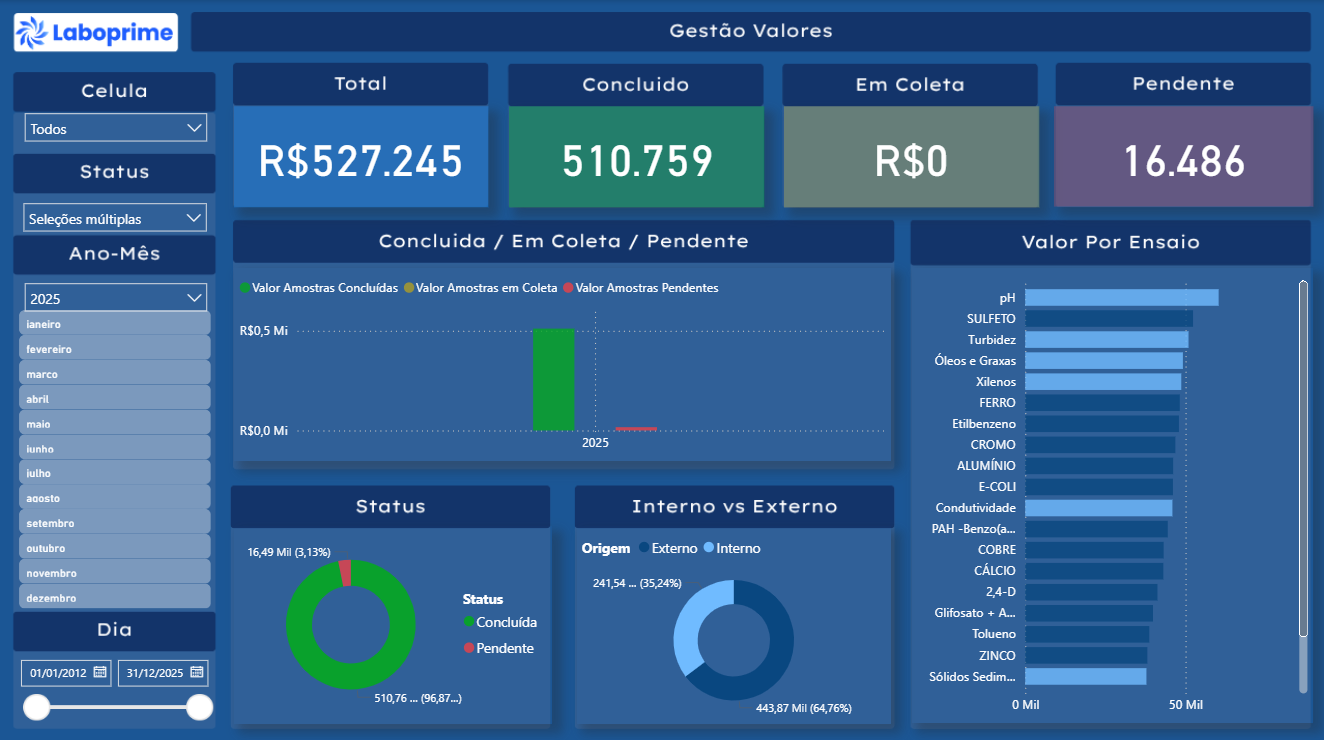 Laboprime
Gestão Valores
Celula
Todos
Status
Seleções múltiplas
Ano-Mês
2025
janeiro
fevereiro
março
abril
maio
junho
julho
agosto
setembro
outubro
novembro
dezembro
Dia
01/01/2012
31/12/2025
Total
R$527.245
Concluido
510.759
Em Coleta
R$0
Pendente
16.486
Concluida / Em Coleta / Pendente
Valor Amostras Concluídas Valor Amostras em Coleta Valor Amostras Pendentes
R$0,5 Mi
R$0,0 Mi
2025
Status
16,49 Mil (3,13%)
Status
Concluída
Pendente
510,76 ... (96,87...)
Interno vs Externo
Origem Externo Interno
241,54 ... (35,24%)
443,87 Mil (64,76%)
Valor Por Ensaio
pH
SULFETO
Turbidez
Óleos e Graxas
Xilenos
FERRO
Etilbenzeno
CROMO
ALUMÍNIO
E-COLI
Condutividade
PAH -Benzo(a...
COBRE
CÁLCIO
2,4-D
Glifosato + A...
Tolueno
ZINCO
Sólidos Sedim...
0 Mil
50 Mil